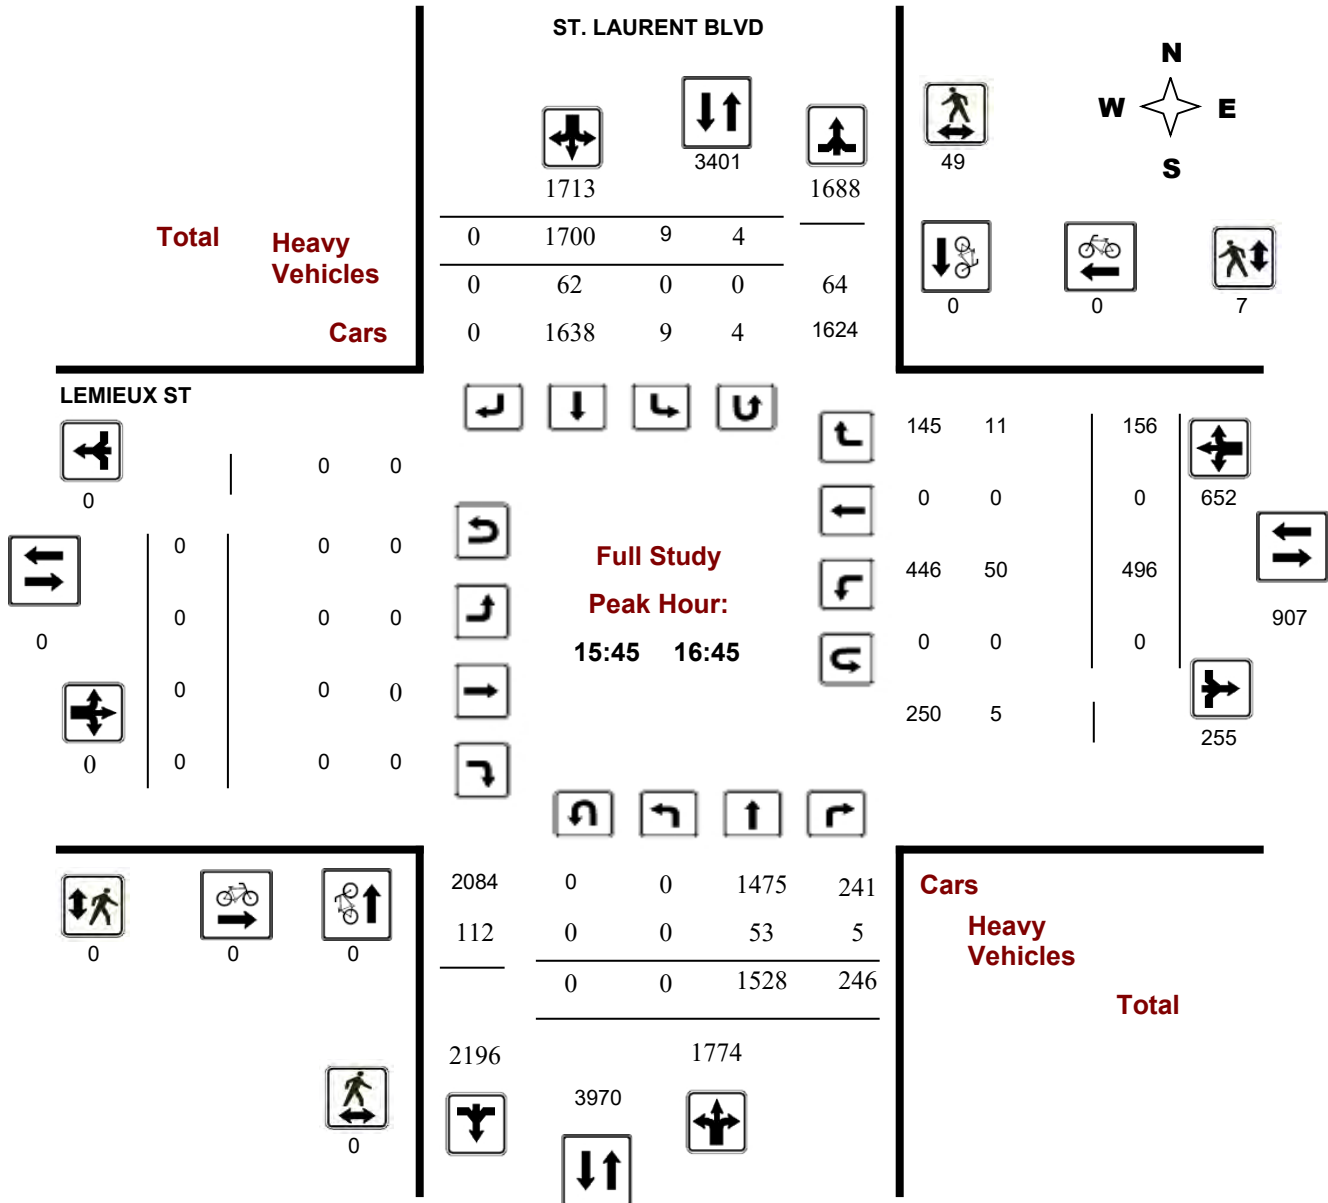 ST. LAURENT BLVD
N
W E
S
3401
49
1713 1688
Total Heavy Vehicles
0 1700 9 4
0 62 0 0 64
Cars
0 1638 9 4 1624
0 0 7
LEMIEUX ST
145 11 156
0 0
0
0 0 0 652
0 0 0
Full Study
446 50 496
0 0 0
Peak Hour:
907
0
15:45 16:45
0 0 0
0 0 0
250 5
255
0
0 0 0
2084 0 0 1475 241
Cars
112 0 0 53 5
Heavy
Vehicles
0 0 0
0 0 1528 246
Total
2196 1774
3970
0